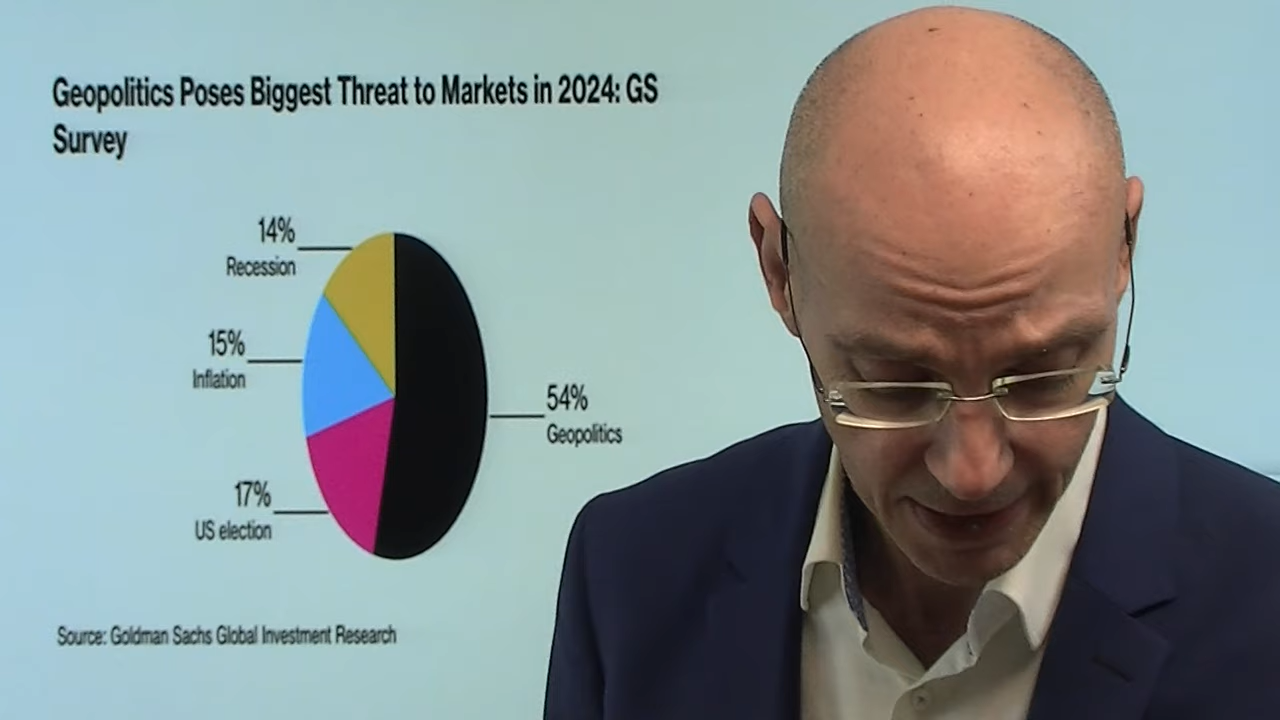 Geopolitics Poses Biggest Threat to Markets in 2024: GS
Survey
14%
Recession
15%
Inflation
54%
Geopolitics
17%
US election
Source: Goldman Sachs Global Investment Research